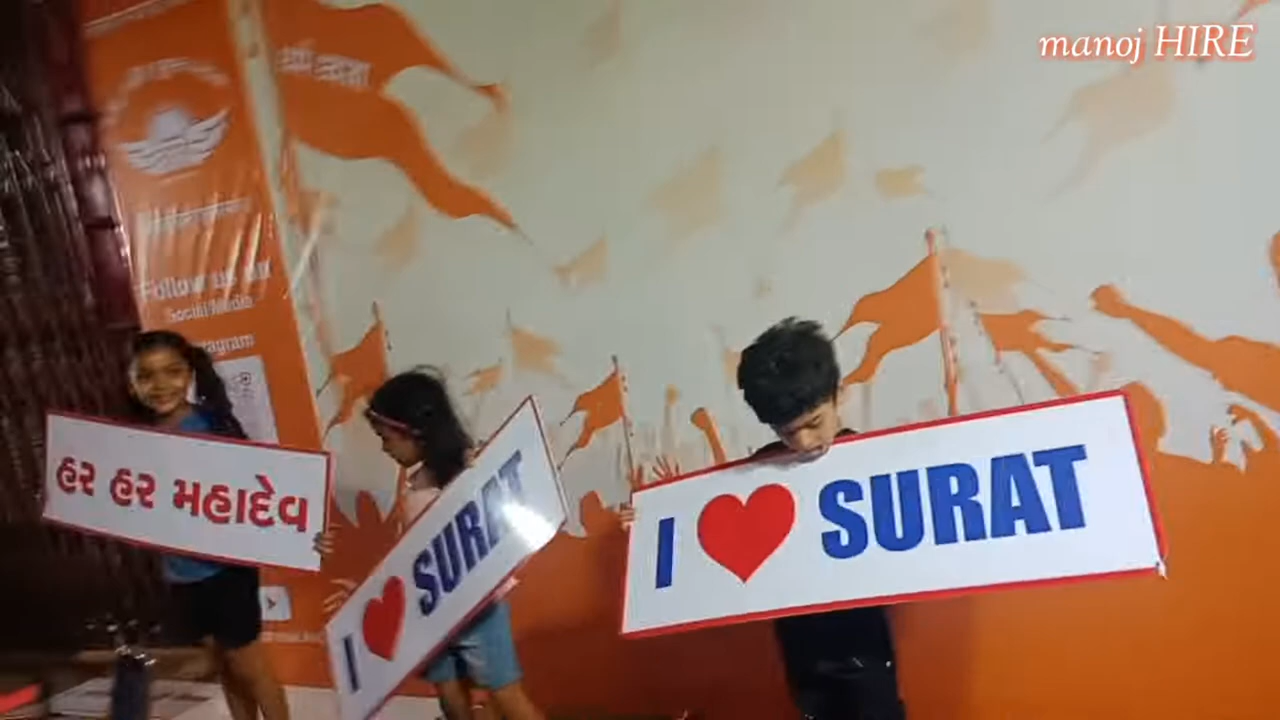 manoj HIRE
Follow us on
Social Media
હર હર મહાદેવ
I ❤ SURAT
I ❤ SURAT